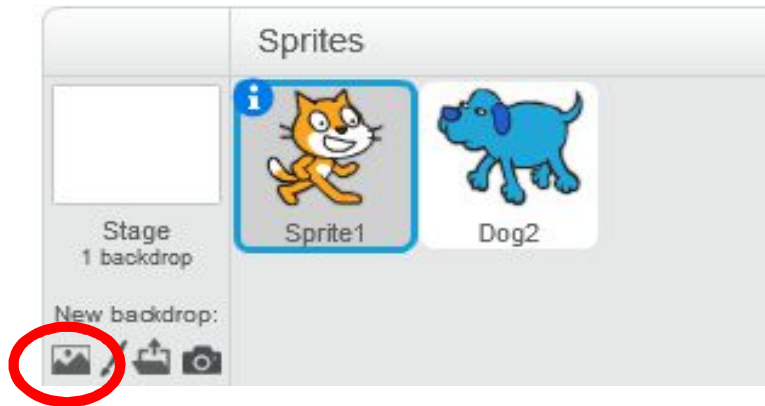 Sprites
i
Sprite1
Dog2
Stage
1 backdrop
New backdrop: